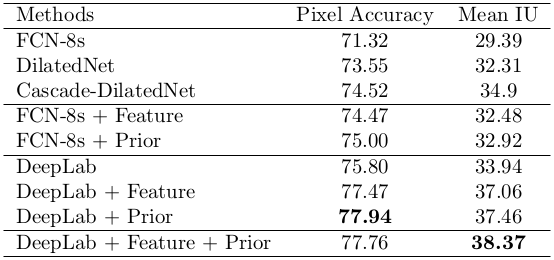 Methods Pixel Accuracy Mean IU
FCN-8s 71.32 29.39
DilatedNet 73.55 32.31
Cascade-DilatedNet 74.52 34.9
FCN-8s + Feature 74.47 32.48
FCN-8s + Prior 75.00 32.92
DeepLab 75.80 33.94
DeepLab + Feature 77.47 37.06
DeepLab + Prior 77.94 37.46
DeepLab + Feature + Prior 77.76 38.37